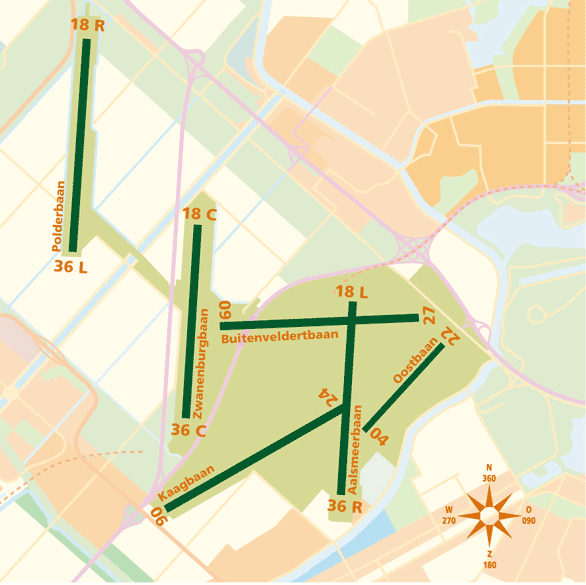 18 R
Polderbaan
36 L
18 C
Zwanenburgbaan
36 C
18 L
09
Buitenveldertbaan
27
22
Oostbaan
04
24
Kaagbaan
06
Aalsmeerbaan
36 R
N
360
W
270
O
090
Z
180